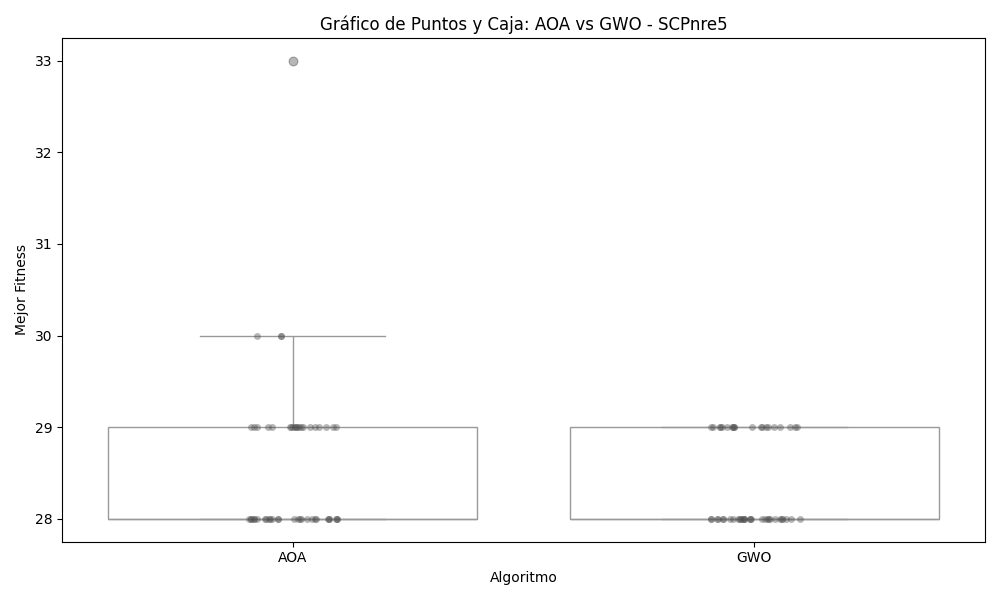 Gráfico de Puntos y Caja: AOA vs GWO - SCPnre5
Mejor Fitness
33
32
31
30
29
28
AOA
GWO
Algoritmo